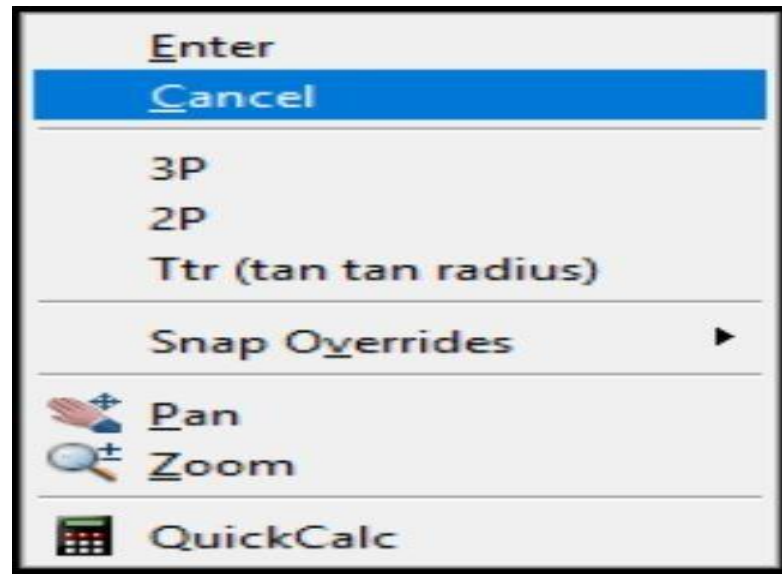 Enter
Cancel
3P
2P
Ttr (tan tan radius)
Snap Overrides
Pan
Zoom
QuickCalc